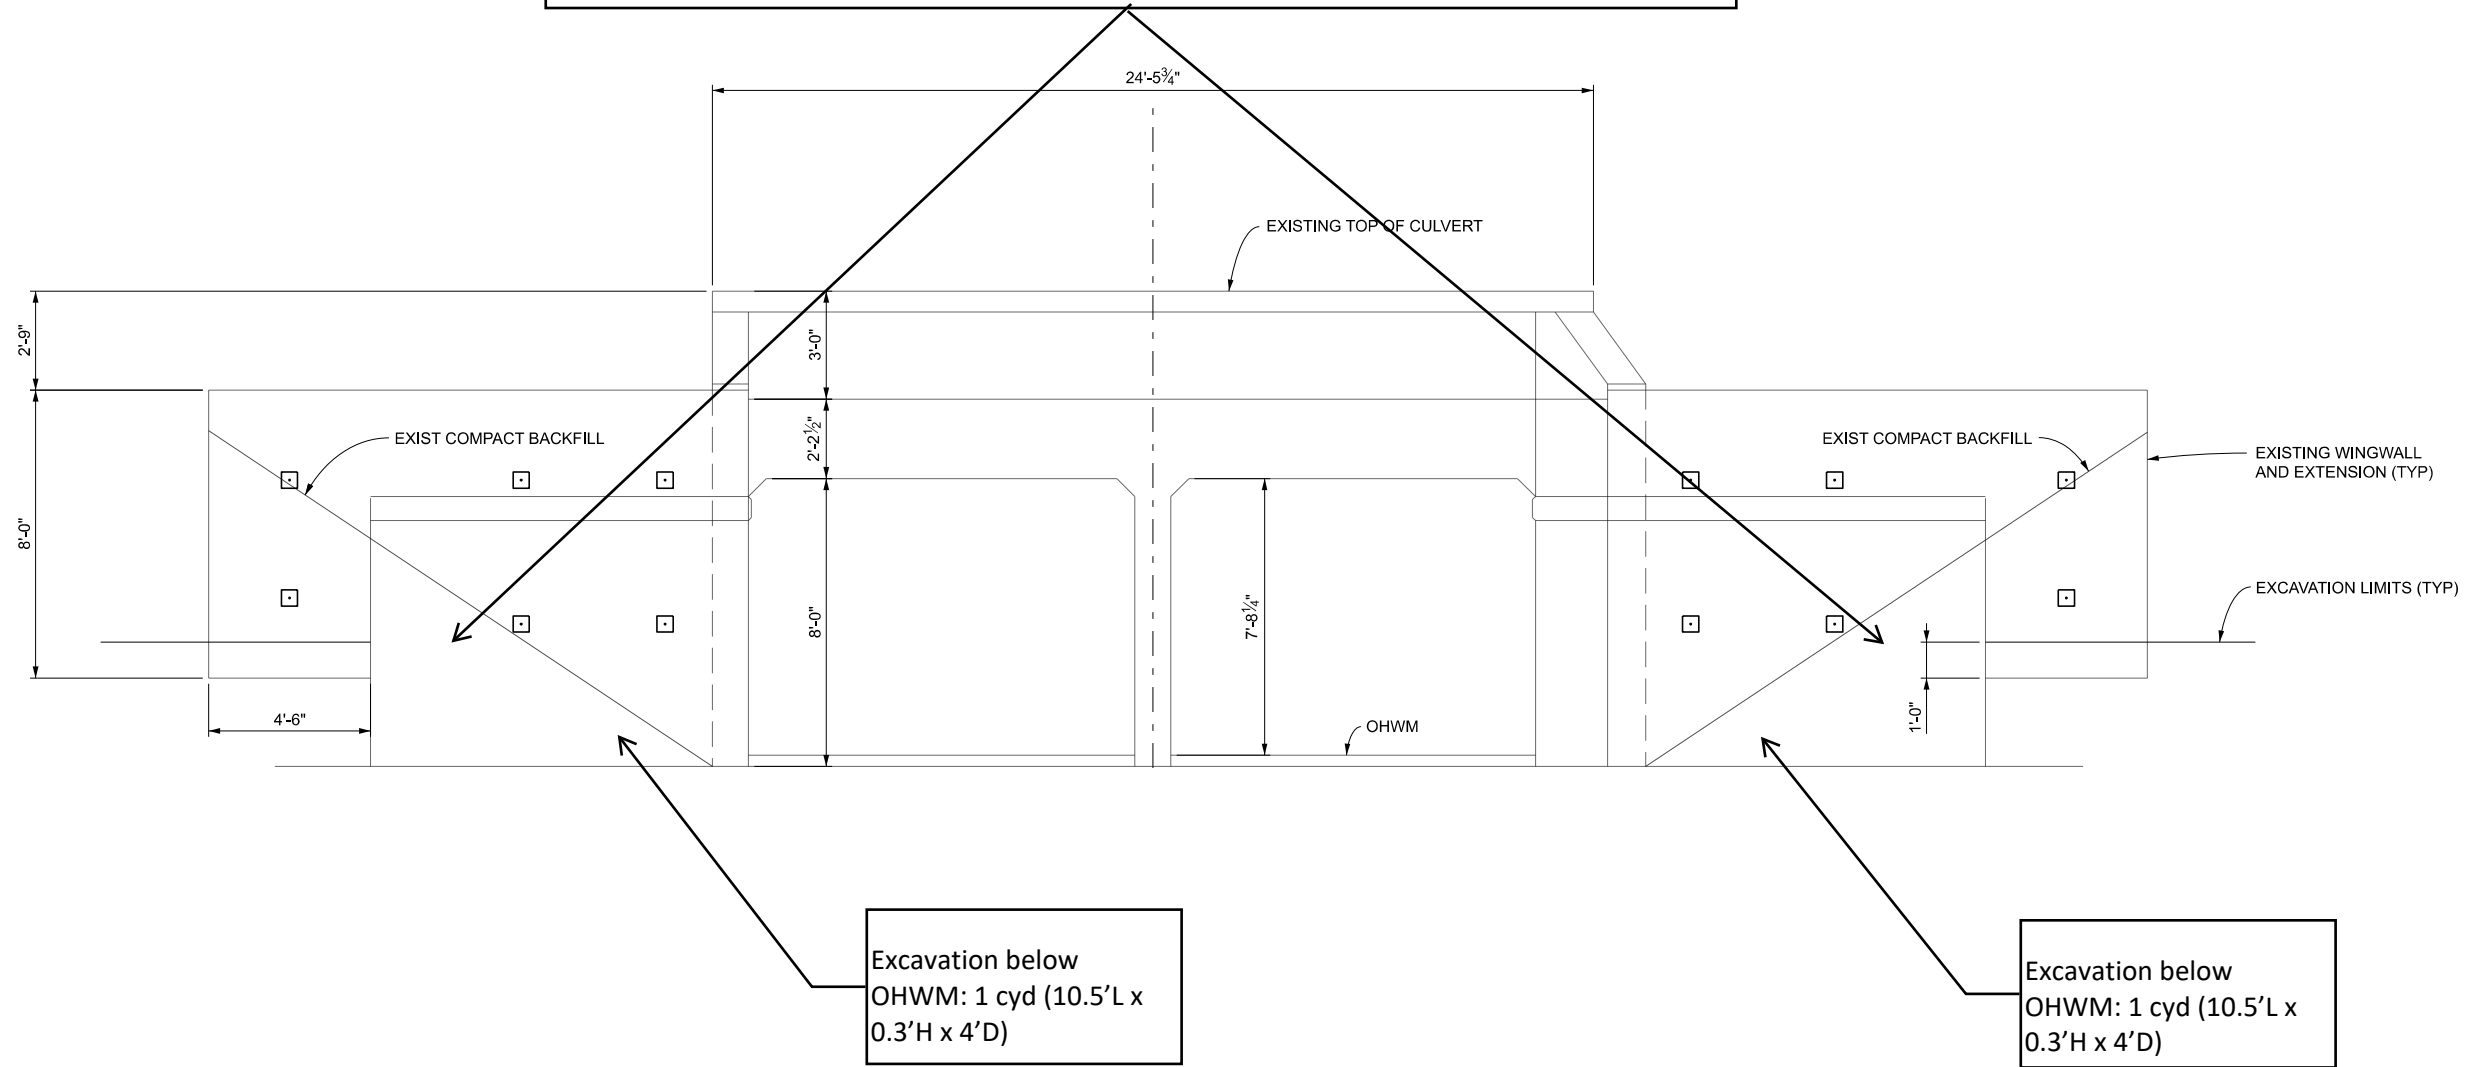 24'-5¾"
EXISTING TOP OF CULVERT
2'-9"
3'-0"
8'-0"
2'-2½"
EXIST COMPACT BACKFILL
EXIST COMPACT BACKFILL
EXISTING WINGWALL
AND EXTENSION (TYP)
8'-0"
7'-8¼"
EXCAVATION LIMITS (TYP)
4'-6"
OHWM
1'-0"
Excavation below
OHWM: 1 cyd (10.5’L x
0.3’H x 4’D)
Excavation below
OHWM: 1 cyd (10.5’L x
0.3’H x 4’D)